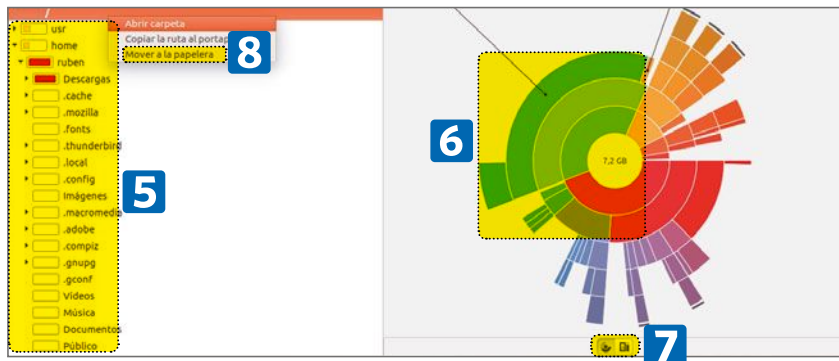 /
Abrir carpeta
usr
Copiar la ruta al portap
home
Mover a la papelera
8
ruben
Descargas
.cache
.mozilla
.fonts
.thunderbird
.local
.config
5
Imágenes
.macromedia
.adobe
.compiz
.gnupg
.gconf
Vídeos
Música
Documentos
Público
6
7,2 GB
7